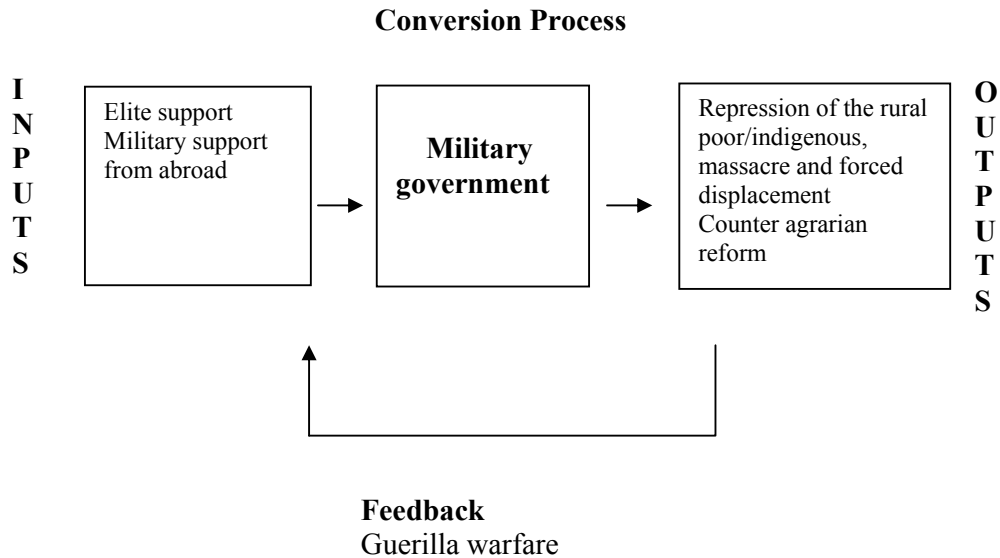 Conversion Process
I
N
P
U
T
S
Elite support
Military support
from abroad
Military
government
Repression of the rural
poor/indigenous,
massacre and forced
displacement
Counter agrarian
reform
O
U
T
P
U
T
S
Feedback
Guerilla warfare